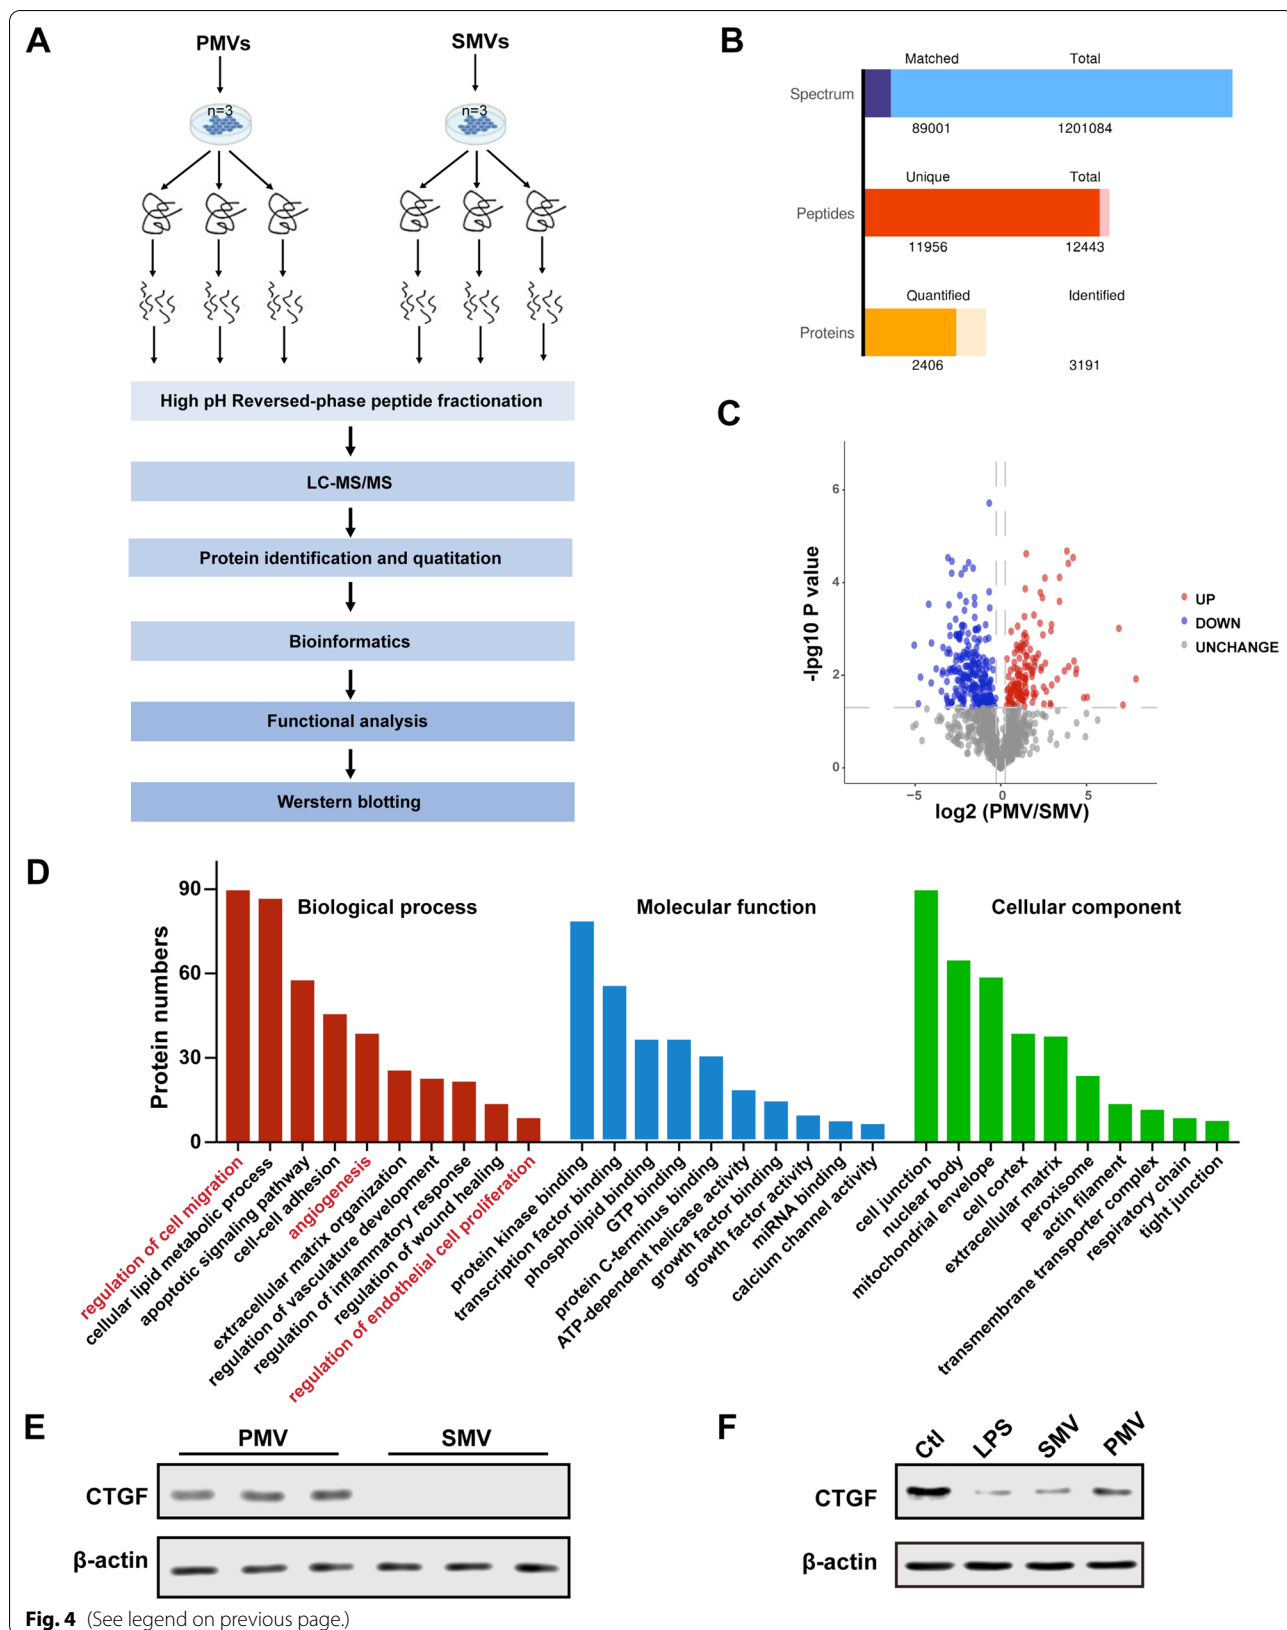 A
PMVs
SMVs
n=3
n=3
High pH Reversed-phase peptide fractionation
LC-MS/MS
Protein identification and quatitation
Bioinformatics
Functional analysis
Werstern blotting
B
Matched
Total
Spectrum
89001
1201084
Unique
Total
Peptides
11956
12443
Quantified
Identified
Proteins
2406
3191
C
-lpg10 P value
6
4
2
0
−5
0
5
log2 (PMV/SMV)
UP
DOWN
UNCHANGE
D
Protein numbers
90
60
30
0
Biological process
Molecular function
Cellular component
regulation of cell migration
cellular lipid metabolic process
apoptotic signaling pathway
cell-cell adhesion
angiogenesis
extracellular matrix organization
regulation of vasculature development
regulation of inflammatory response
regulation of wound healing
regulation of endothelial cell proliferation
protein kinase binding
transcription factor binding
phospholipid binding
GTP binding
protein C-terminus binding
ATP-dependent helicase activity
growth factor binding
growth factor activity
miRNA binding
calcium channel activity
cell junction
nuclear body
mitochondrial envelope
cell cortex
extracellular matrix
peroxisome
actin filament
transmembrane transporter complex
respiratory chain
tight junction
E
PMV
SMV
CTGF
β-actin
F
Ctl
LPS
SMV
PMV
CTGF
β-actin
Fig. 4 (See legend on previous page.)